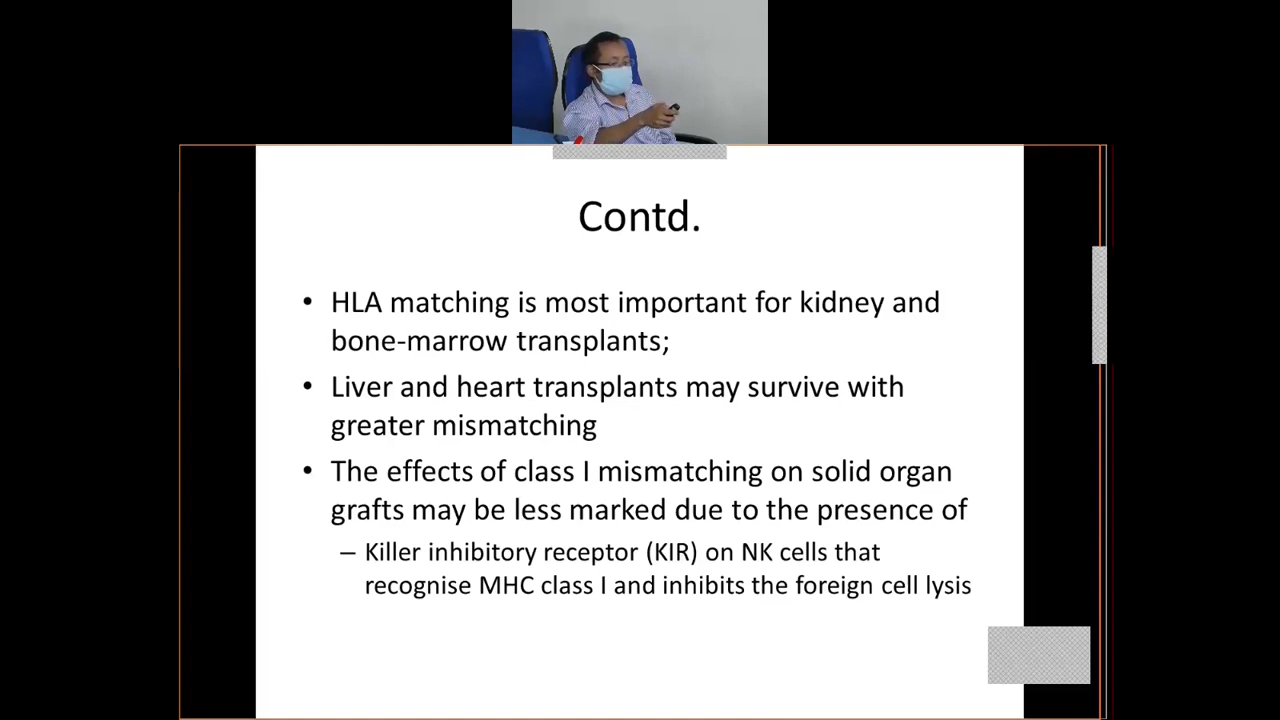 Contd.
• HLA matching is most important for kidney and
bone-marrow transplants;
• Liver and heart transplants may survive with
greater mismatching
• The effects of class I mismatching on solid organ
grafts may be less marked due to the presence of
– Killer inhibitory receptor (KIR) on NK cells that
recognise MHC class I and inhibits the foreign cell lysis